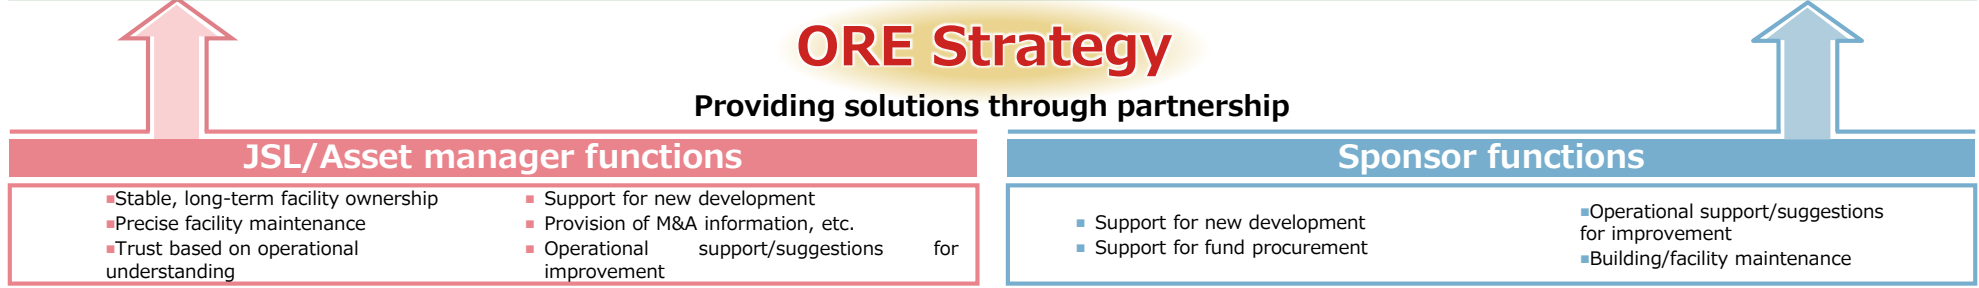 ORE Strategy
Providing solutions through partnership
JSL/Asset manager functions
▪Stable, long-term facility ownership
▪Precise facility maintenance
▪Trust based on operational
understanding
▪ Support for new development
▪ Provision of M&A information, etc.
▪ Operational support/suggestions for
improvement
Sponsor functions
▪ Support for new development
▪ Support for fund procurement
▪Operational support/suggestions
for improvement
▪Building/facility maintenance